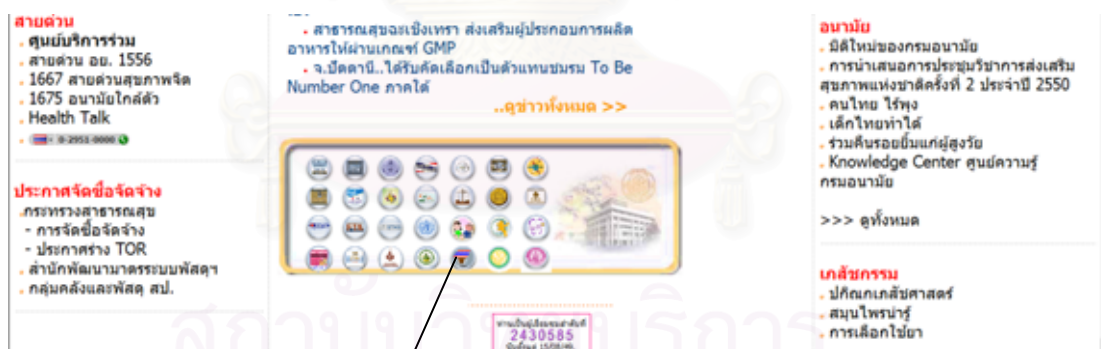 สายด่วน
. ศูนย์บริการร่วม
. สายด่วน อย. 1556
. 1667 สายด่วนสุขภาพจิต
. 1675 อนามัยใกล้ตัว
. Health Talk
. 0-2951-0000
ประกาศจัดซื้อจัดจ้าง
.กระทรวงสาธารณสุข
- การจัดซื้อจัดจ้าง
- ประกาศร่าง TOR
. สำนักพัฒนามาตรระบบพัสดุฯ
. กลุ่มคลังและพัสดุ สป.
. สาธารณสุขฉะเชิงเทรา ส่งเสริมผู้ประกอบการผลิต
อาหารให้ผ่านเกณฑ์ GMP
. จ.ปัตตานี..ได้รับคัดเลือกเป็นตัวแทนชมรม To Be
Number One ภาคใต้
..ดูข่าวทั้งหมด >>
ท่านเป็นผู้เยี่ยมชมลำดับที่
2430585
อนามัย
. มิติใหม่ของกรมอนามัย
. การนำเสนอการประชุมวิชาการส่งเสริม
สุขภาพแห่งชาติครั้งที่ 2 ประจำปี 2550
. คนไทย ไร้พุง
. เด็กไทยทำได้
. ร่วมคืนรอยยิ้มแก่ผู้สูงวัย
. Knowledge Center ศูนย์ความรู้
กรมอนามัย
>>> ดูทั้งหมด
เภสัชกรรม
. ปกิณกเภสัชศาสตร์
. สมุนไพรน่ารู้
. การเลือกใช้ยา